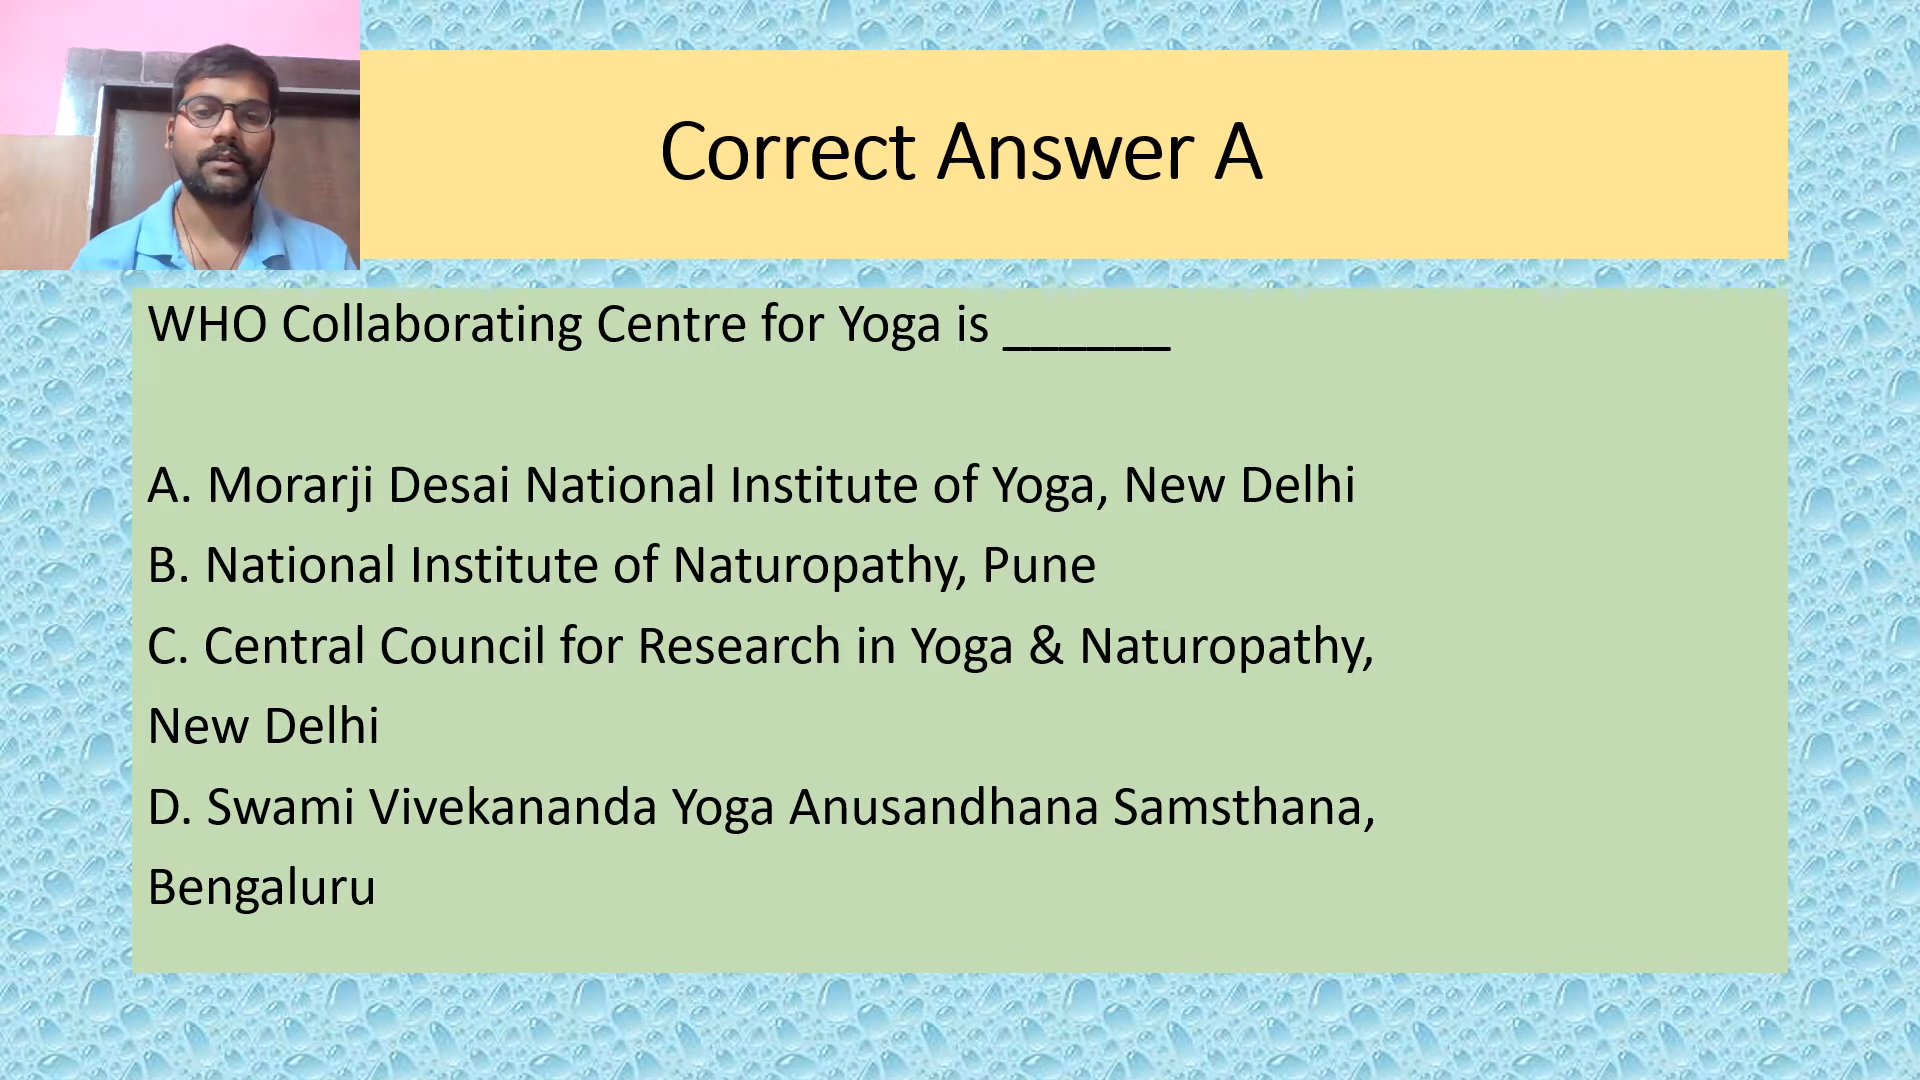 Correct Answer A
WHO Collaborating Centre for Yoga is ______
A. Morarji Desai National Institute of Yoga, New Delhi
B. National Institute of Naturopathy, Pune
C. Central Council for Research in Yoga & Naturopathy,
New Delhi
D. Swami Vivekananda Yoga Anusandhana Samsthana,
Bengaluru